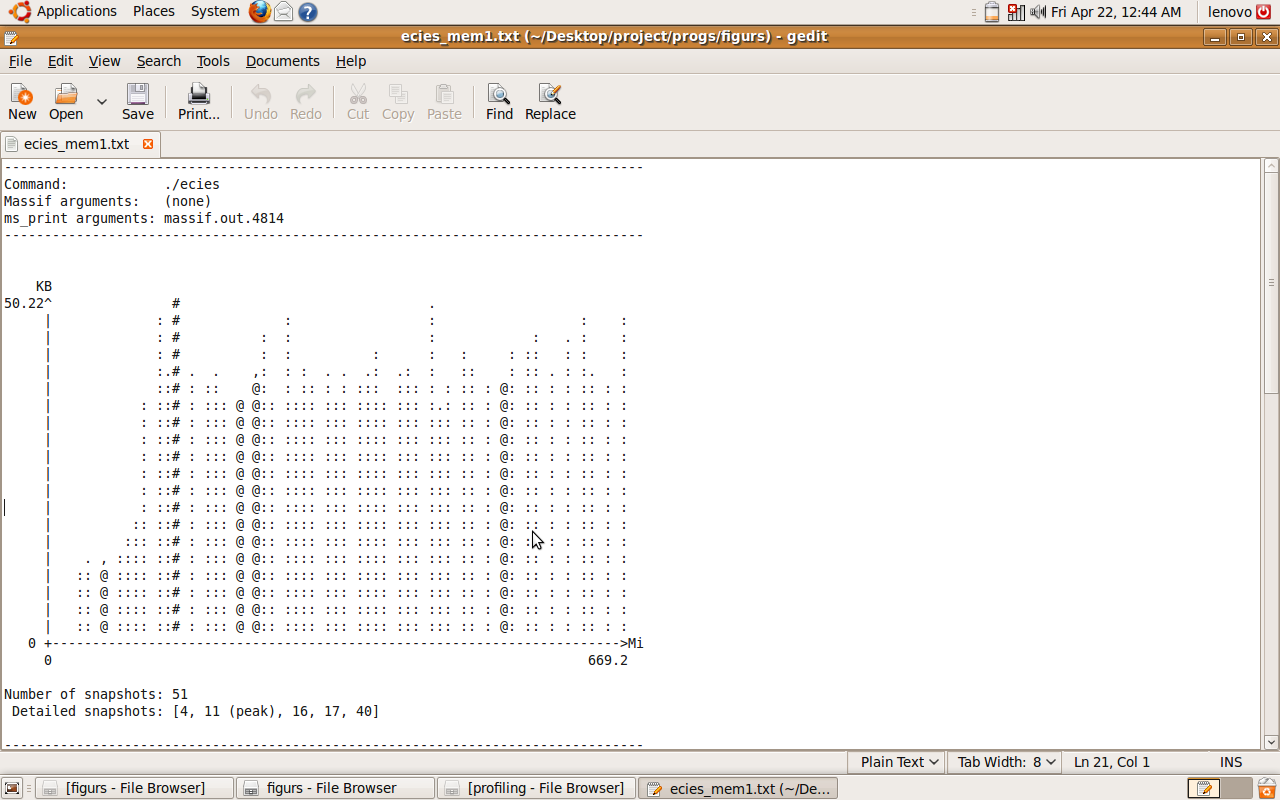 Applications Places System Fri Apr 22, 12:44 AM lenovo
ecies_mem1.txt (~/Desktop/project/progs/figurs) - gedit
File Edit View Search Tools Documents Help
New Open Save Print... Undo Redo Cut Copy Paste Find Replace
ecies_mem1.txt
--------------------------------------------------------------------------------
Command:            ./ecies
Massif arguments:   (none)
ms_print arguments: massif.out.4814
--------------------------------------------------------------------------------
    KB
50.22^               #                               .
     |             : #             :                 :                  :    :
     |             : #          :  :                 :            :   . :    :
     |             : #          :  :          :      :   :     : ::   : :    :
     |             :.# .  .    ,:  : :  . .  .:  .:  :   ::    : :: . : :.   :
     |             ::# : ::    @:  : :: : : :::  ::: : : :: : @: :: : : :: : :
     |           : ::# : ::: @ @:: :::: ::: :::: ::: :.: :: : @: :: : : :: : :
     |           : ::# : ::: @ @:: :::: ::: :::: ::: ::: :: : @: :: : : :: : :
     |           : ::# : ::: @ @:: :::: ::: :::: ::: ::: :: : @: :: : : :: : :
     |           : ::# : ::: @ @:: :::: ::: :::: ::: ::: :: : @: :: : : :: : :
     |           : ::# : ::: @ @:: :::: ::: :::: ::: ::: :: : @: :: : : :: : :
     |           : ::# : ::: @ @:: :::: ::: :::: ::: ::: :: : @: :: : : :: : :
     |           : ::# : ::: @ @:: :::: ::: :::: ::: ::: :: : @: :: : : :: : :
     |          :: ::# : ::: @ @:: :::: ::: :::: ::: ::: :: : @: :: : : :: : :
     |         ::: ::# : ::: @ @:: :::: ::: :::: ::: ::: :: : @: :: : : :: : :
     |    . , :::: ::# : ::: @ @:: :::: ::: :::: ::: ::: :: : @: :: : : :: : :
     |   :: @ :::: ::# : ::: @ @:: :::: ::: :::: ::: ::: :: : @: :: : : :: : :
     |   :: @ :::: ::# : ::: @ @:: :::: ::: :::: ::: ::: :: : @: :: : : :: : :
     |   :: @ :::: ::# : ::: @ @:: :::: ::: :::: ::: ::: :: : @: :: : : :: : :
     |   :: @ :::: ::# : ::: @ @:: :::: ::: :::: ::: ::: :: : @: :: : : :: : :
   0 +----------------------------------------------------------------------->Mi
     0                                                                   669.2
Number of snapshots: 51
 Detailed snapshots: [4, 11 (peak), 16, 17, 40]
--------------------------------------------------------------------------------
Plain Text Tab Width: 8 Ln 21, Col 1 INS
[figurs - File Browser] figurs - File Browser [profiling - File Browser] ecies_mem1.txt (~/De...